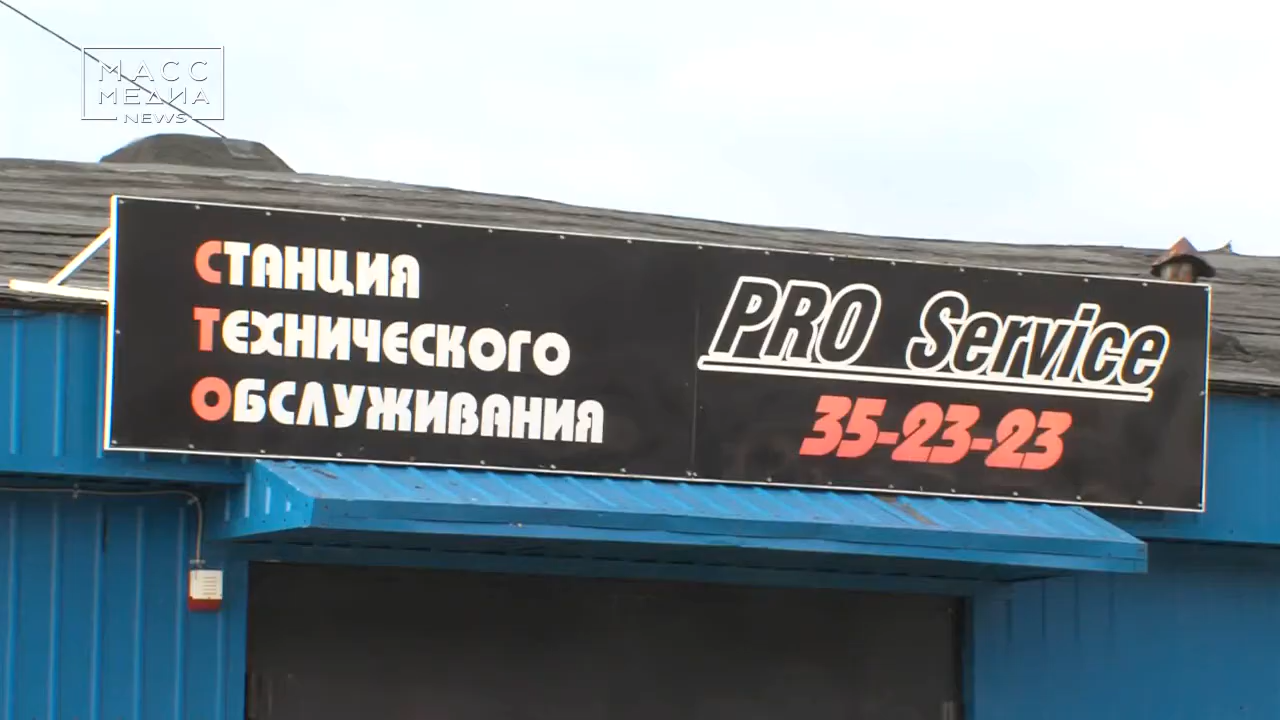 МАСС
МЕДИА
NEWS
СТАНЦИЯ
ТЕХНИЧЕСКОГО
ОБСЛУЖИВАНИЯ
PRO Service
35-23-23